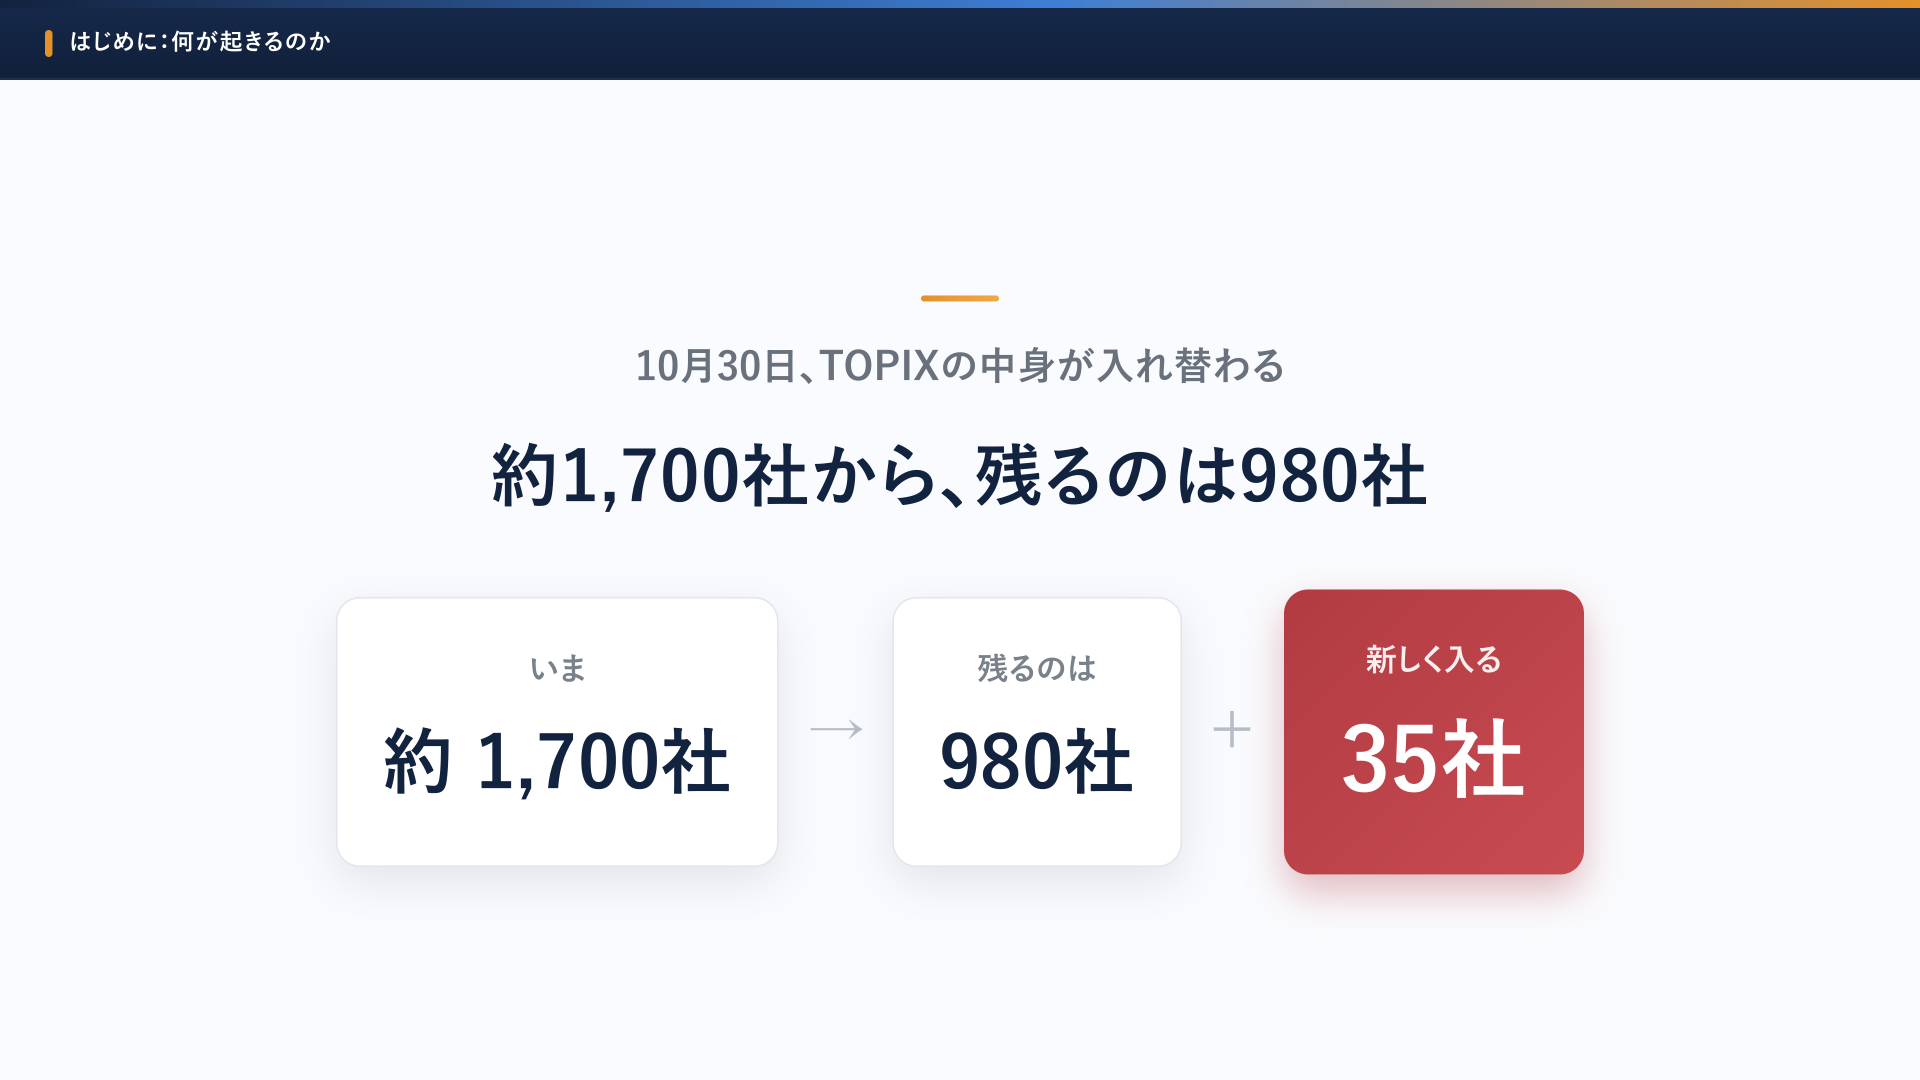 はじめに：何が起きるのか
10月30日、TOPIXの中身が入れ替わる
約1,700社から、残るのは980社
いま
約 1,700社
→
残るのは
980社
＋
新しく入る
35社